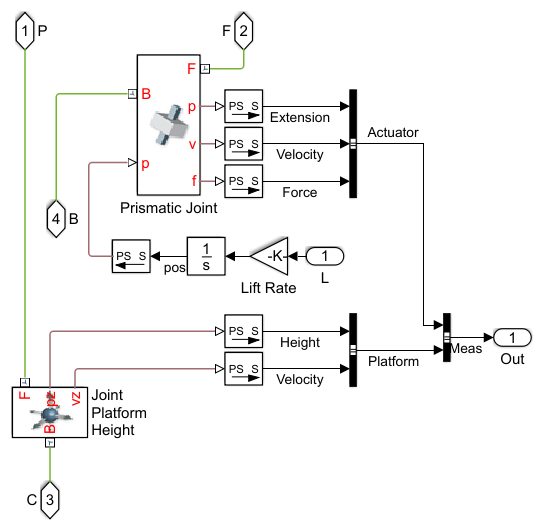 1 P
F 2
F
B
p
v
f
p
PS S
Extension
PS S
Velocity
PS S
Force
Actuator
Prismatic Joint
4 B
PS S
pos
1
s
-K-
Lift Rate
1
L
PS S
Height
PS S
Velocity
Platform
Meas
1
Out
F
pz
vz
B
Joint
Platform
Height
C 3